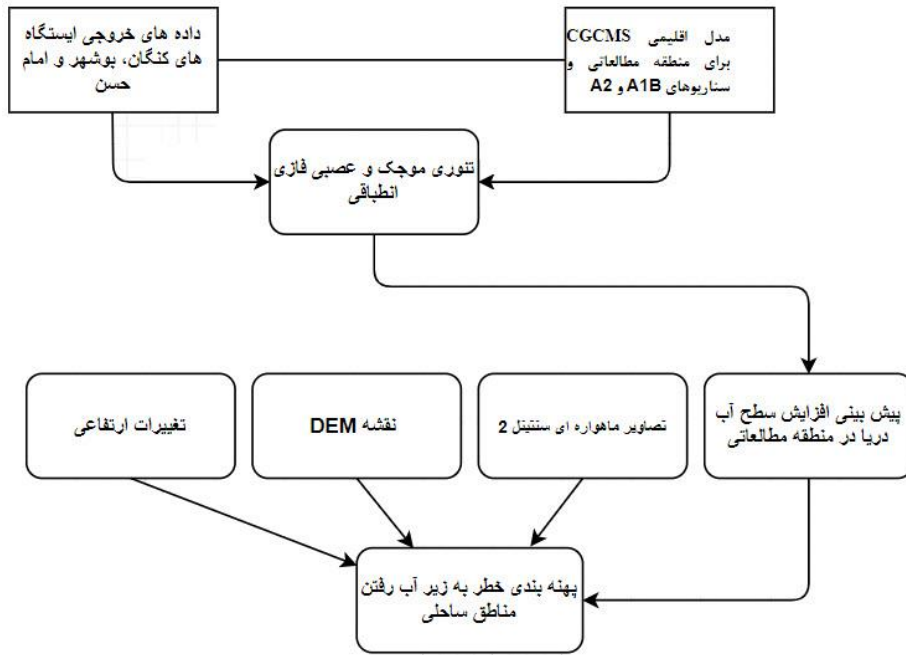 داده های خروجی ایستگاه
های کنگان، بوشهر و امام
حسن
مدل اقلیمی CGCMS
برای منطقه مطالعاتی و
سناریوهای A1B و A2
تئوری موجک و عصبی فازی
انطباقی
تغییرات ارتفاعی
نقشه DEM
تصاویر ماهواره ای سنتینل 2
پیش بینی افزایش سطح آب
دریا در منطقه مطالعاتی
پهنه بندی خطر به زیر آب رفتن
مناطق ساحلی